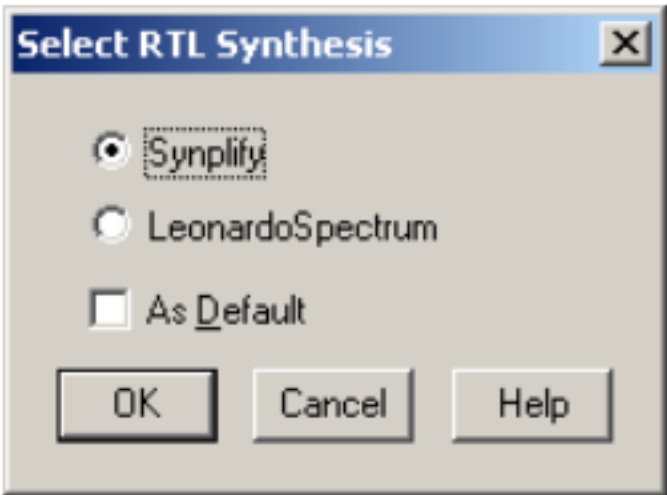 Select RTL Synthesis
Synplify
LeonardoSpectrum
As Default
OK Cancel Help